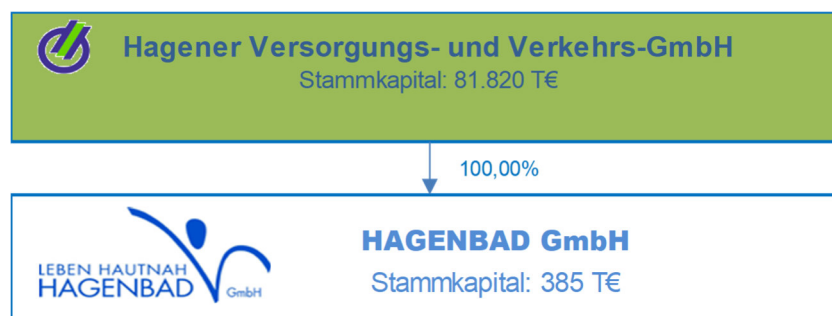 Hagener Versorgungs- und Verkehrs-GmbH
Stammkapital: 81.820 T€
100,00%
LEBEN HAUTNAH
HAGENBAD GmbH
HAGENBAD GmbH
Stammkapital: 385 T€